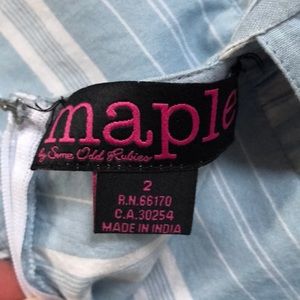 maple
by Some Odd Rubies
2
R.N.66170
C.A.30254
MADE IN INDIA